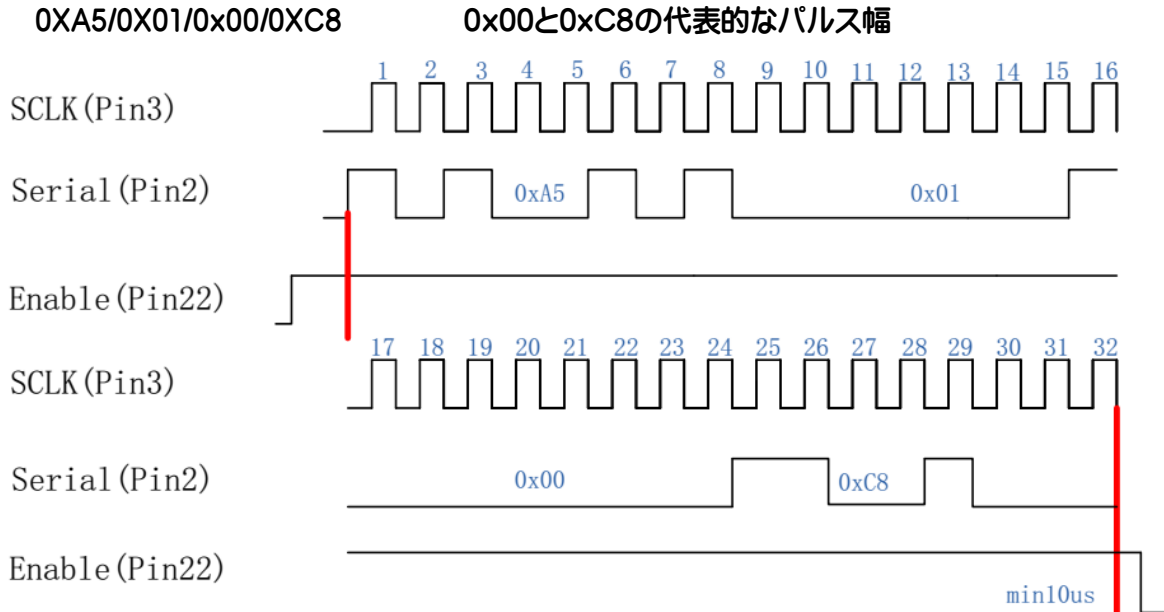 0XA5/0X01/0x00/0XC8 0x00と0xC8の代表的なパルス幅
1 2 3 4 5 6 7 8 9 10 11 12 13 14 15 16
SCLK(Pin3)
Serial(Pin2) 0xA5 0x01
Enable(Pin22)
17 18 19 20 21 22 23 24 25 26 27 28 29 30 31 32
SCLK(Pin3)
Serial(Pin2) 0x00 0xC8
Enable(Pin22)
min10us